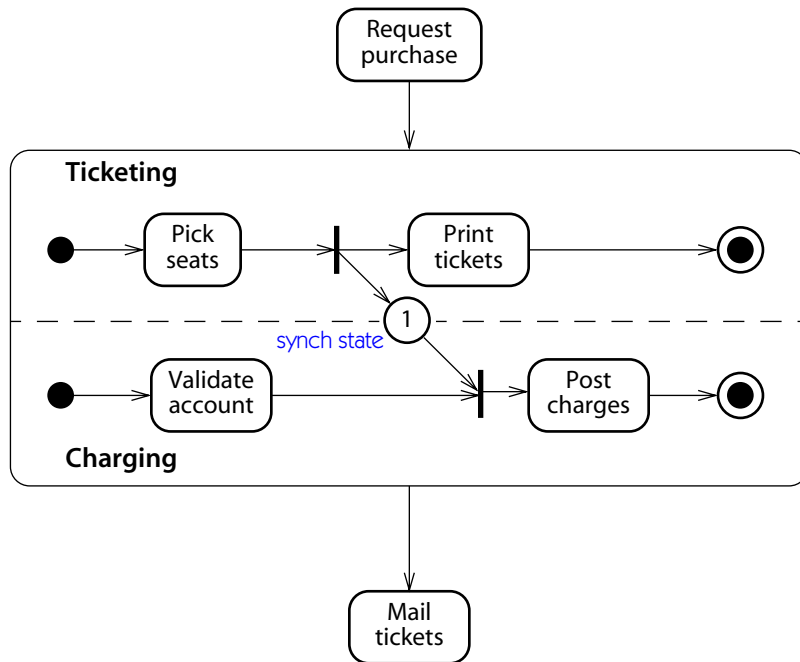 Request
purchase
Ticketing
Pick
seats
Print
tickets
1
synch state
Validate
account
Post
charges
Charging
Mail
tickets